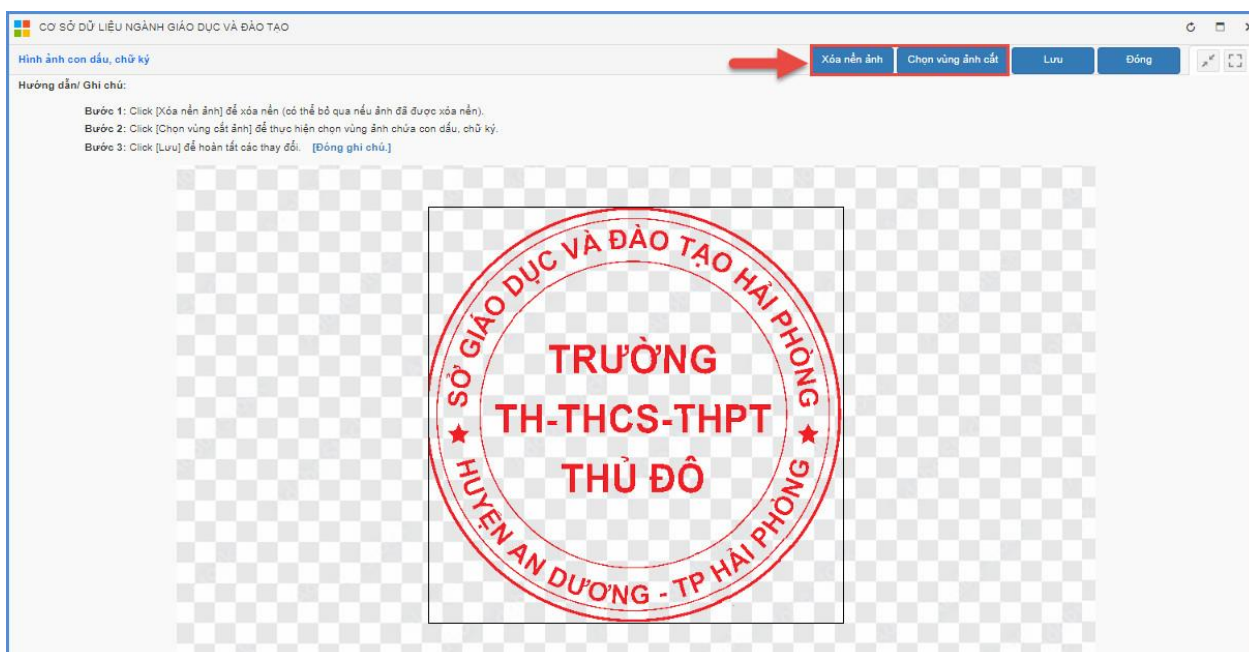 CƠ SỞ DỮ LIỆU NGÀNH GIÁO DỤC VÀ ĐÀO TẠO
Hình ảnh con dấu, chữ ký
Xóa nền ảnh
Chọn vùng ảnh cắt
Lưu
Đóng
Hướng dẫn/ Ghi chú:
Bước 1: Click [Xóa nền ảnh] để xóa nền (có thể bỏ qua nếu ảnh đã được xóa nền).
Bước 2: Click [Chọn vùng cắt ảnh] để thực hiện chọn vùng ảnh chứa con dấu, chữ ký.
Bước 3: Click [Lưu] để hoàn tất các thay đổi. [Đóng ghi chú.]
SỞ GIÁO DỤC VÀ ĐÀO TẠO HẢI PHÒNG
TRƯỜNG
TH-THCS-THPT
THỦ ĐÔ
HUYỆN AN DƯƠNG - TP HẢI PHÒNG